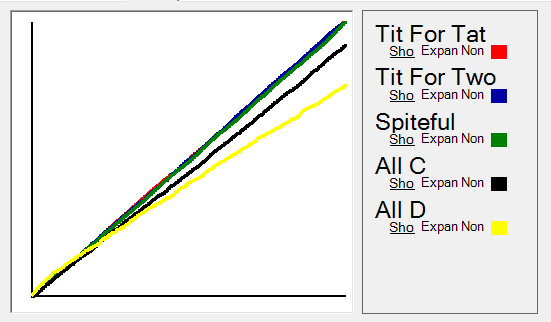 Tit For Tat
Sho Expan Non
Tit For Two
Sho Expan Non
Spiteful
Sho Expan Non
All C
Sho Expan Non
All D
Sho Expan Non